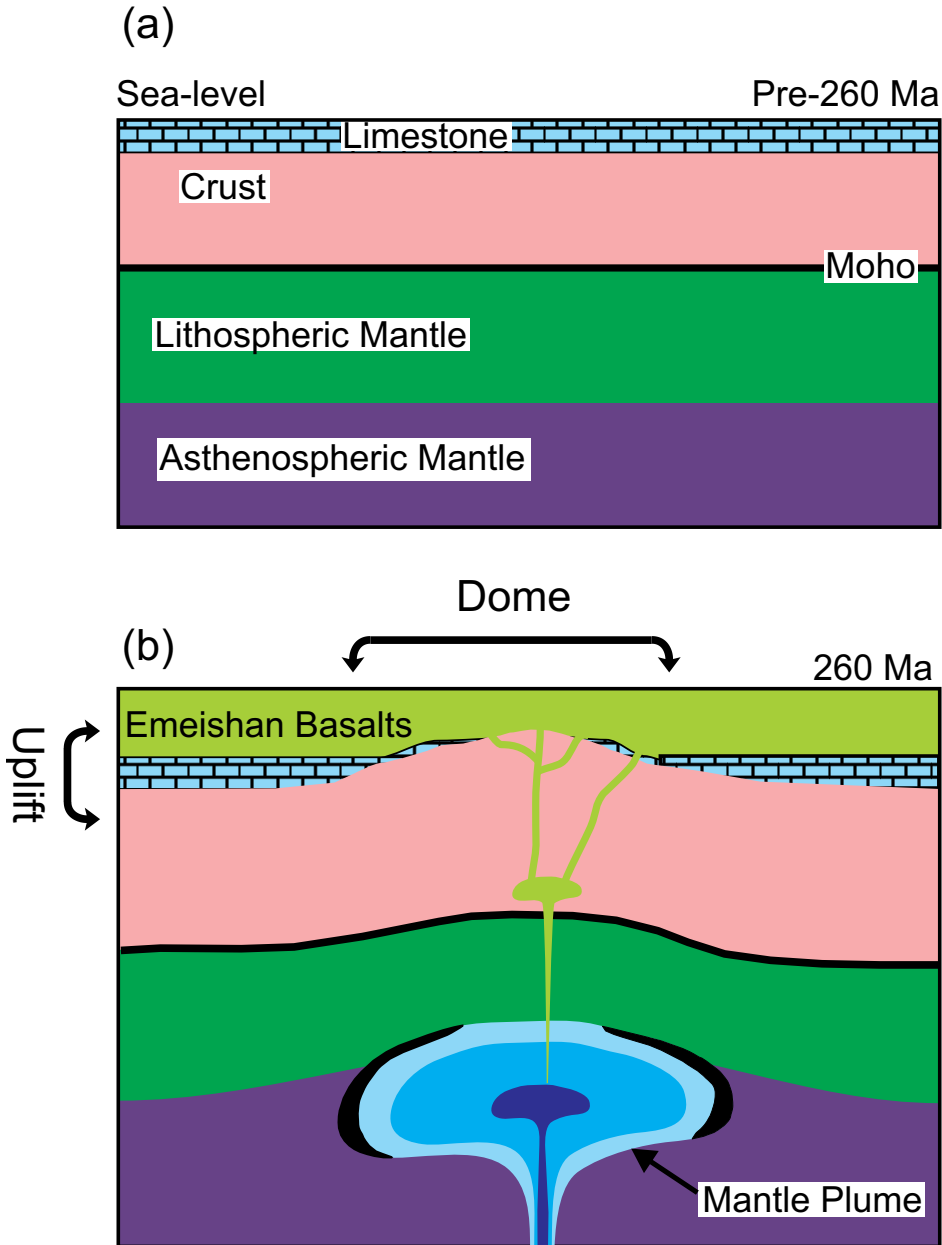 (a)
Sea-level
Pre-260 Ma
Limestone
Crust
Moho
Lithospheric Mantle
Asthenospheric Mantle
Dome
(b)
260 Ma
Emeishan Basalts
Uplift
Mantle Plume